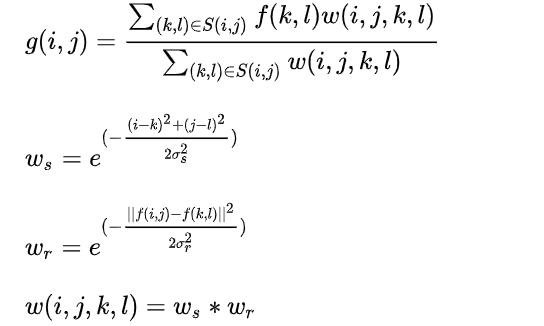 g(i, j) = \frac{\sum_{(k,l)\in S(i,j)} f(k, l)w(i, j, k, l)}{\sum_{(k,l)\in S(i,j)} w(i, j, k, l)}
w_s = e^{(-\frac{(i-k)^2+(j-l)^2}{2\sigma_s^2})}
w_r = e^{(-\frac{||f(i,j)-f(k,l)||^2}{2\sigma_r^2})}
w(i, j, k, l) = w_s * w_r